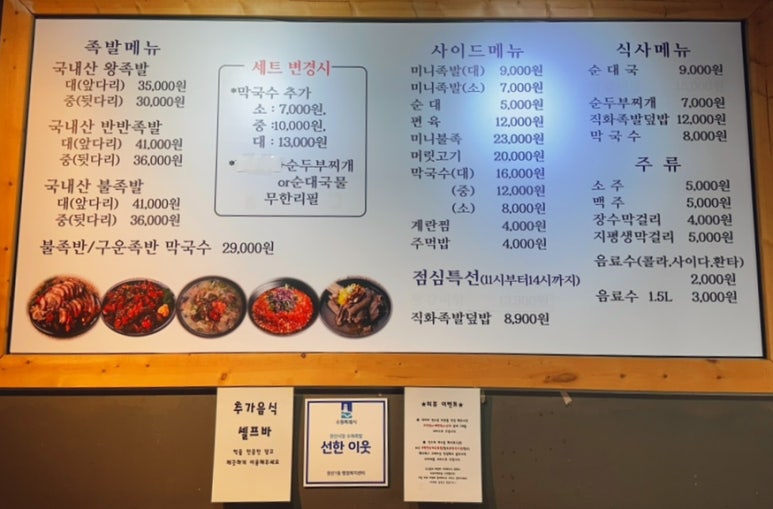 족발메뉴
국내산 왕족발
대(앞다리) 35,000원
중(뒷다리) 30,000원
국내산 반반족발
대(앞다리) 41,000원
중(뒷다리) 36,000원
국내산 불족발
대(앞다리) 41,000원
중(뒷다리) 36,000원
불족반/구운족반 막국수 29,000원
세트 변경시
*막국수 추가
소 : 7,000원,
중 :10,000원,
대 : 13,000원
*순두부찌개
or순대국물
무한리필
사이드메뉴
미니족발(대) 9,000원
미니족발(소) 7,000원
순 대 5,000원
편 육 12,000원
미니불족 23,000원
머릿고기 20,000원
막국수(대) 16,000원
(중) 12,000원
(소) 8,000원
계란찜 4,000원
주먹밥 4,000원
점심특선(11시부터14시까지)
직화족발덮밥 8,900원
식사메뉴
순 대 국 9,000원
순두부찌개 7,000원
직화족발덮밥 12,000원
막 국 수 8,000원
주 류
소 주 5,000원
맥 주 5,000원
장수막걸리 4,000원
지평생막걸리 5,000원
음료수(콜라.사이다.환타)
2,000원
음료수 1.5L 3,000원
추가음식
셀프바
선한 이웃
★리뷰 이벤트★